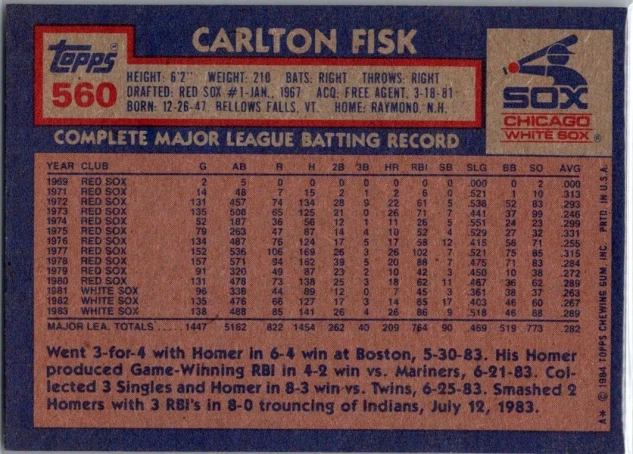 Topps
560
CARLTON FISK
HEIGHT: 6'2" WEIGHT: 210 BATS: RIGHT THROWS: RIGHT
DRAFTED: RED SOX #1-JAN., 1967 ACQ: FREE AGENT, 3-18-81
BORN: 12-26-47, BELLOWS FALLS, VT. HOME: RAYMOND, N.H.
SOX
CHICAGO
WHITE SOX ®
COMPLETE MAJOR LEAGUE BATTING RECORD
YEAR CLUB G AB R H 2B 3B HR RBI SB SLG BB SO AVG
1969 RED SOX 2 5 0 0 0 0 0 0 0 .000 0 2 .000
1971 RED SOX 14 48 7 15 2 1 2 6 0 .521 1 10 .313
1972 RED SOX 131 457 74 134 28 9 22 61 5 .538 52 83 .293
1973 RED SOX 135 508 65 125 21 0 26 71 7 .441 37 99 .246
1974 RED SOX 52 187 36 56 12 1 11 26 5 .551 24 23 .299
1975 RED SOX 79 263 47 87 14 4 10 52 4 .529 27 32 .331
1976 RED SOX 134 487 76 124 17 5 17 58 12 .415 56 71 .255
1977 RED SOX 152 536 106 169 26 3 26 102 7 .521 75 85 .315
1978 RED SOX 157 571 94 162 39 5 20 88 7 .475 71 83 .284
1979 RED SOX 91 320 49 87 23 2 10 42 3 .450 10 38 .272
1980 RED SOX 131 478 73 138 25 3 18 62 11 .467 36 62 .289
1981 WHITE SOX 96 338 44 89 12 0 7 45 3 .361 38 37 .263
1982 WHITE SOX 135 476 66 127 17 3 14 65 17 .403 46 60 .267
1983 WHITE SOX 138 488 85 141 26 4 26 86 9 .518 46 88 .289
MAJOR LEA. TOTALS..... 1447 5162 822 1454 262 40 209 764 90 .469 519 773 .282
Went 3-for-4 with Homer in 6-4 win at Boston, 5-30-83. His Homer
produced Game-Winning RBI in 4-2 win vs. Mariners, 6-21-83. Col-
lected 3 Singles and Homer in 8-3 win vs. Twins, 6-25-83. Smashed 2
Homers with 3 RBI's in 8-0 trouncing of Indians, July 12, 1983.
A* © 1984 TOPPS CHEWING GUM, INC. PRTD. IN U.S.A.